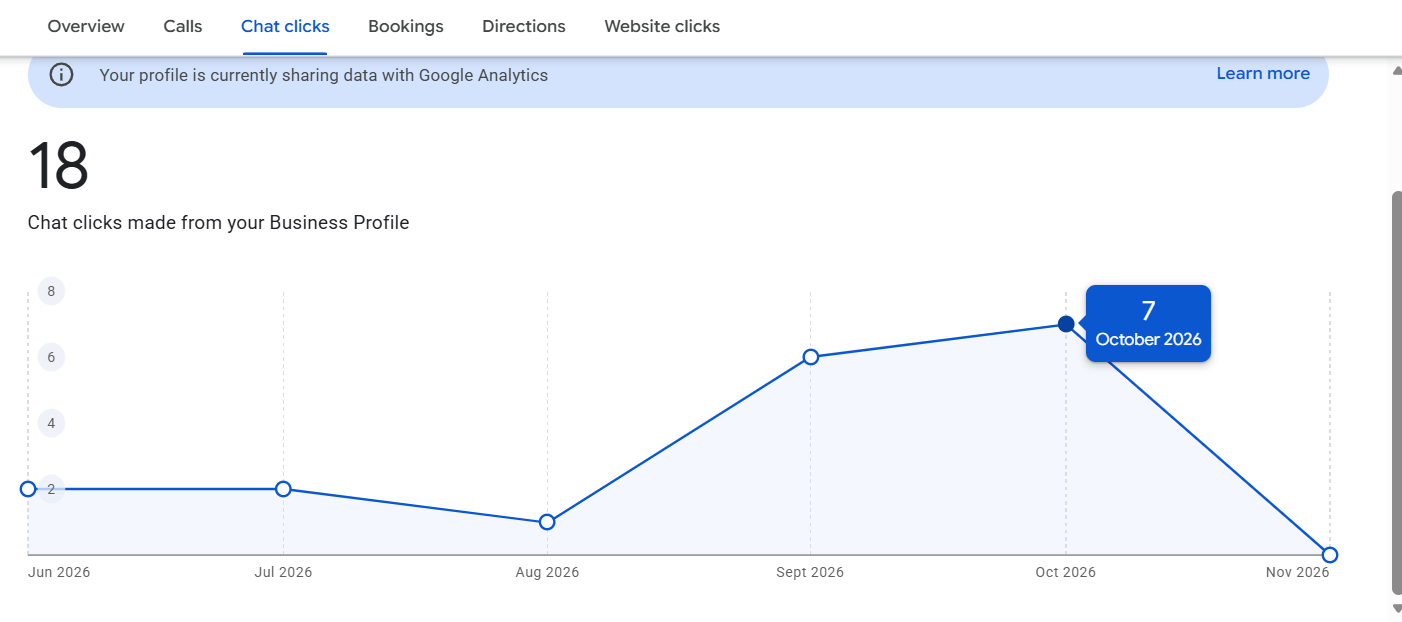 Overview Calls Chat clicks Bookings Directions Website clicks
Your profile is currently sharing data with Google Analytics Learn more
18
Chat clicks made from your Business Profile
8
7
October 2026
6
4
2
Jun 2026 Jul 2026 Aug 2026 Sept 2026 Oct 2026 Nov 2026